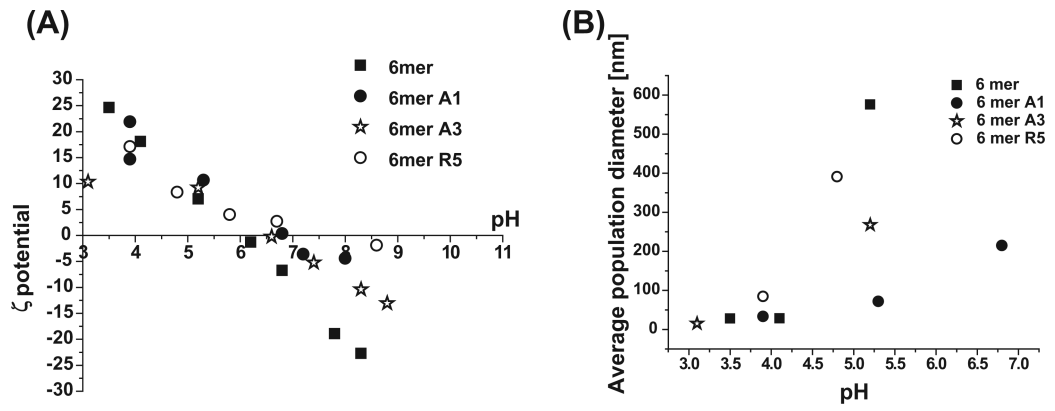 (A)
ζ potential
30
25
20
15
10
5
0
-5
-10
-15
-20
-25
-30
3 4 5 6 7 8 9 10 11
pH
6mer
6mer A1
6mer A3
6mer R5
(B)
Average population diameter [nm]
600
500
400
300
200
100
0
3.0 3.5 4.0 4.5 5.0 5.5 6.0 6.5 7.0
pH
6 mer
6 mer A1
6 mer A3
6 mer R5